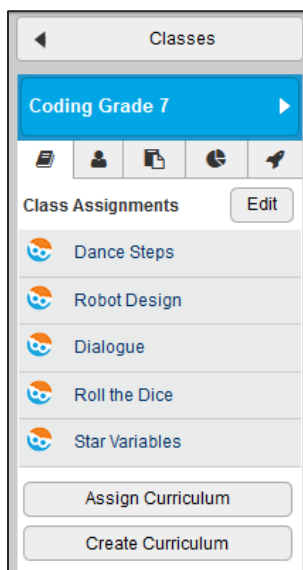 Classes
Coding Grade 7
Class Assignments Edit
Dance Steps
Robot Design
Dialogue
Roll the Dice
Star Variables
Assign Curriculum
Create Curriculum